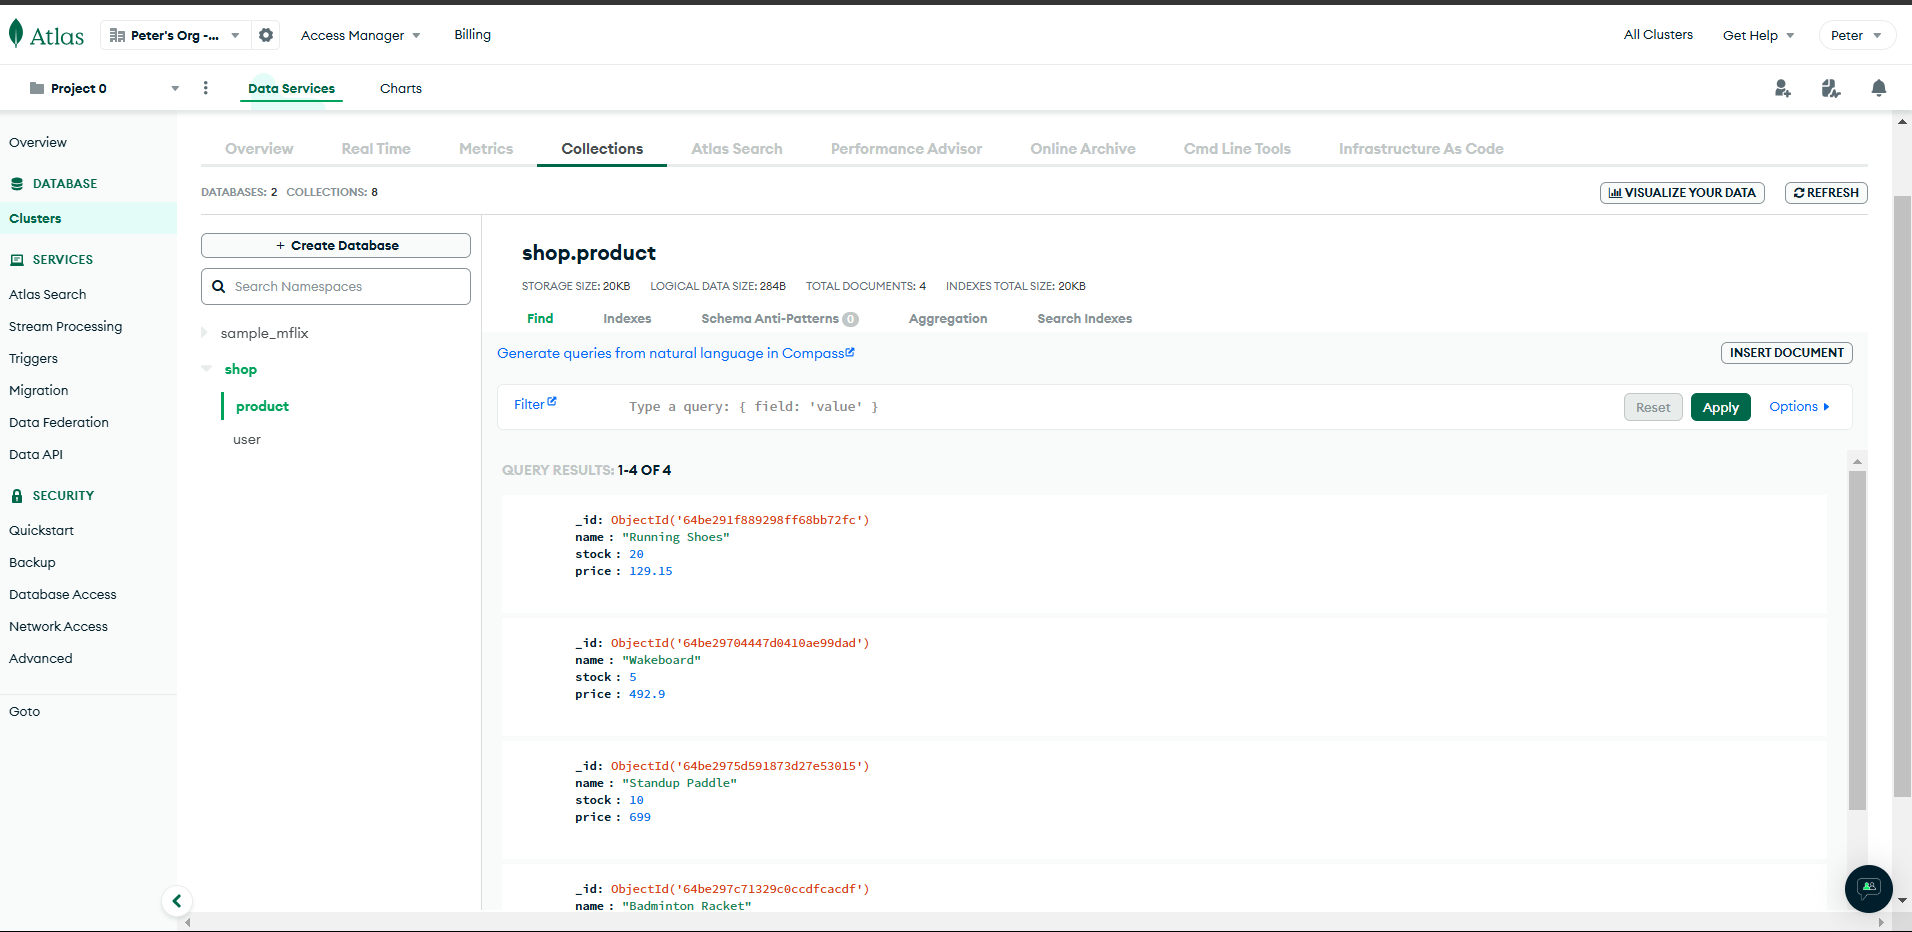 Atlas
Peter's Org -...
Access Manager
Billing
All Clusters
Get Help
Peter
Project 0
Data Services
Charts
Overview
DATABASE
Clusters
SERVICES
Atlas Search
Stream Processing
Triggers
Migration
Data Federation
Data API
SECURITY
Quickstart
Backup
Database Access
Network Access
Advanced
Goto
Overview
Real Time
Metrics
Collections
Atlas Search
Performance Advisor
Online Archive
Cmd Line Tools
Infrastructure As Code
DATABASES: 2 COLLECTIONS: 8
VISUALIZE YOUR DATA
REFRESH
+ Create Database
Search Namespaces
sample_mflix
shop
product
user
shop.product
STORAGE SIZE: 20KB LOGICAL DATA SIZE: 284B TOTAL DOCUMENTS: 4 INDEXES TOTAL SIZE: 20KB
Find
Indexes
Schema Anti-Patterns 0
Aggregation
Search Indexes
Generate queries from natural language in Compass
INSERT DOCUMENT
Filter
Type a query: { field: 'value' }
Reset
Apply
Options
QUERY RESULTS: 1-4 OF 4
_id: ObjectId('64be291f889298ff68bb72fc')
name : "Running Shoes"
stock : 20
price : 129.15
_id: ObjectId('64be29704447d0410ae99dad')
name : "Wakeboard"
stock : 5
price : 492.9
_id: ObjectId('64be2975d591873d27e53015')
name : "Standup Paddle"
stock : 10
price : 699
_id: ObjectId('64be297c71329c0ccdfcacdf')
name : "Badminton Racket"